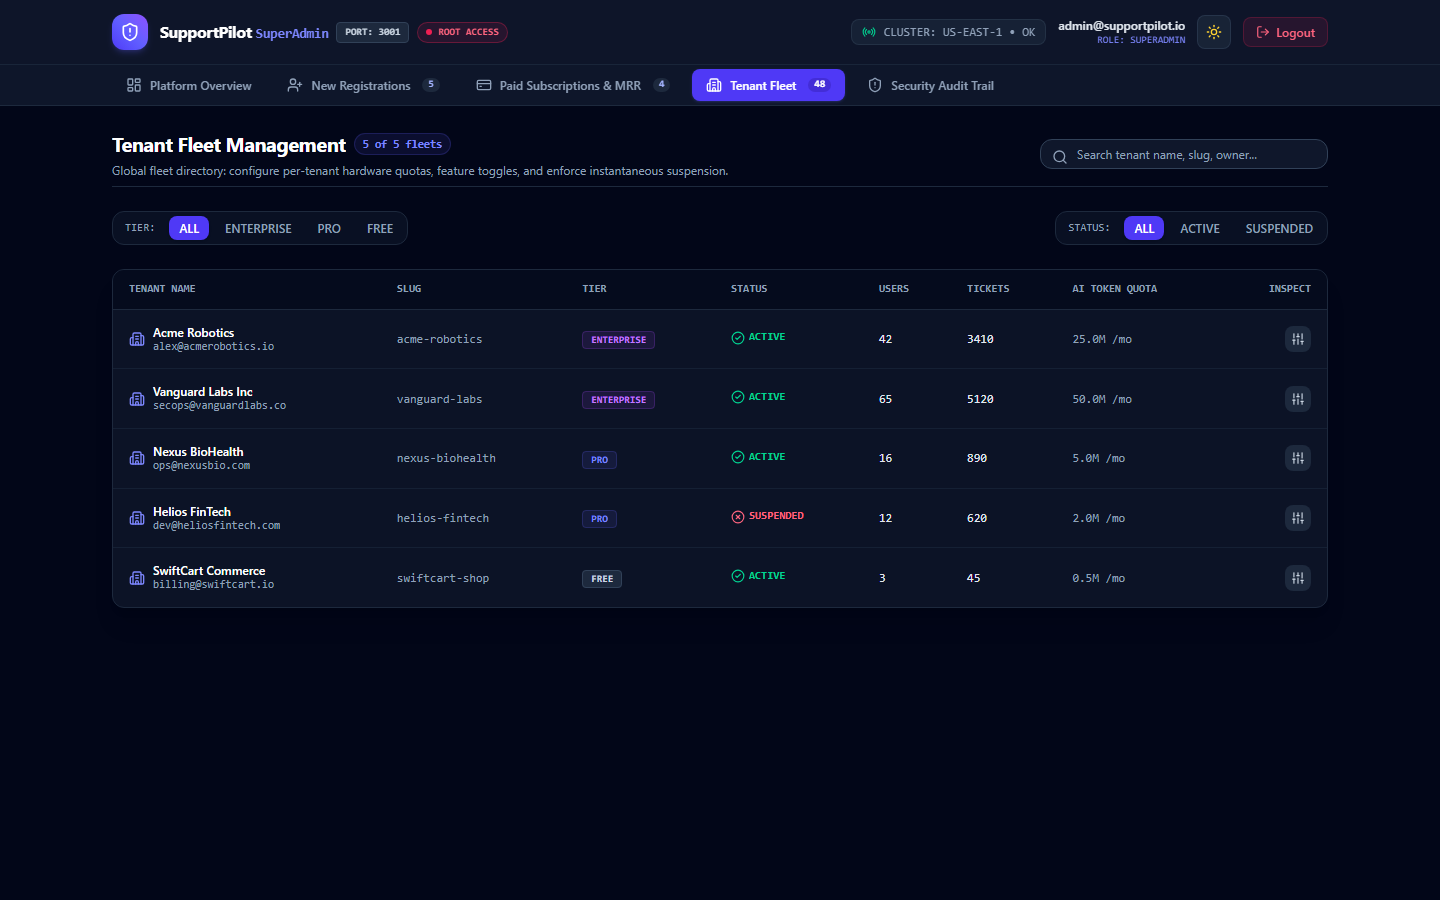 SupportPilot SuperAdmin PORT: 3001 ROOT ACCESS CLUSTER: US-EAST-1 • OK admin@supportpilot.io Logout
ROLE: SUPERADMIN
Platform Overview New Registrations 5 Paid Subscriptions & MRR 4 Tenant Fleet 48 Security Audit Trail
Tenant Fleet Management 5 of 5 fleets
Search tenant name, slug, owner...
Global fleet directory: configure per-tenant hardware quotas, feature toggles, and enforce instantaneous suspension.
TIER: ALL ENTERPRISE PRO FREE STATUS: ALL ACTIVE SUSPENDED
TENANT NAME SLUG TIER STATUS USERS TICKETS AI TOKEN QUOTA INSPECT
Acme Robotics acme-robotics ENTERPRISE ACTIVE 42 3410 25.0M /mo
alex@acmerobotics.io
Vanguard Labs Inc vanguard-labs ENTERPRISE ACTIVE 65 5120 50.0M /mo
secops@vanguardlabs.co
Nexus BioHealth nexus-biohealth PRO ACTIVE 16 890 5.0M /mo
ops@nexusbio.com
Helios FinTech helios-fintech PRO SUSPENDED 12 620 2.0M /mo
dev@heliosfintech.com
SwiftCart Commerce swiftcart-shop FREE ACTIVE 3 45 0.5M /mo
billing@swiftcart.io